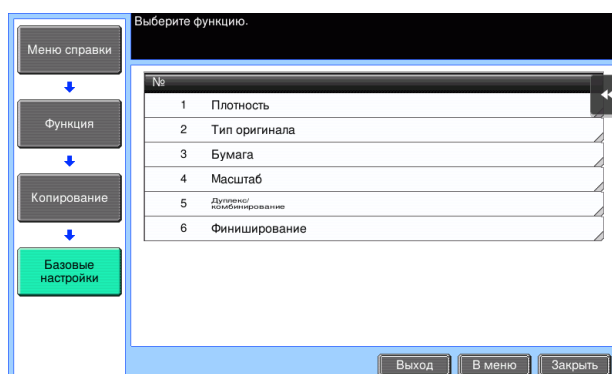 Выберите функцию.
Меню справки
Функция
Копирование
Базовые
настройки
№
1 Плотность
2 Тип оригинала
3 Бумага
4 Масштаб
5 Дуплекс/
комбинирование
6 Финиширование
Выход В меню Закрыть